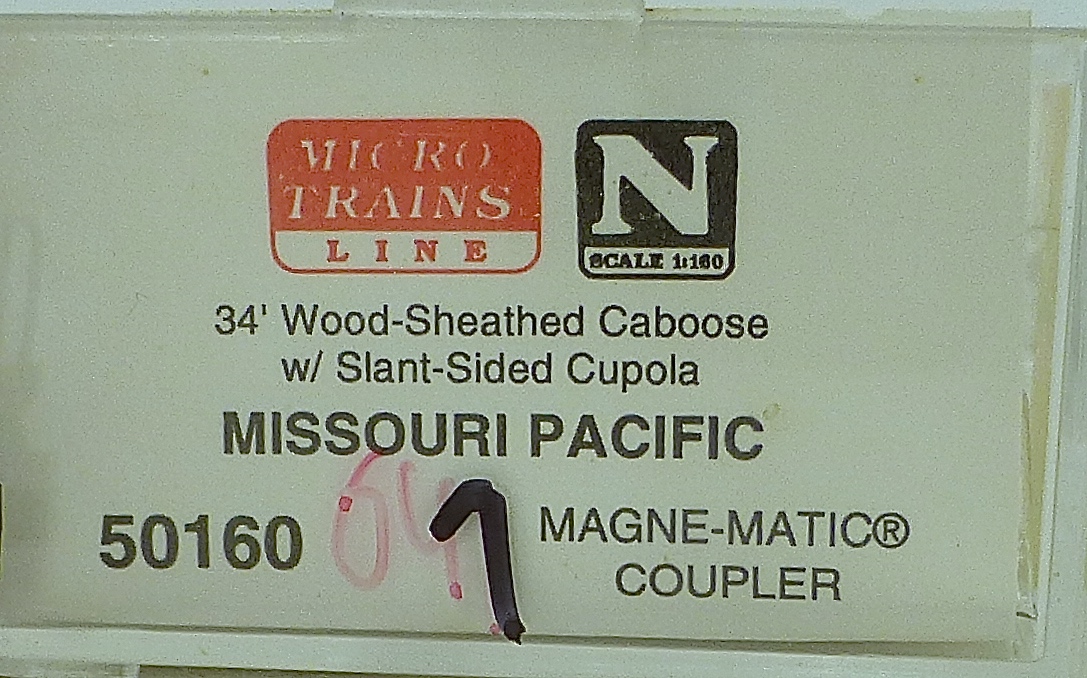 MICRO
TRAINS
LINE
N
SCALE 1:160
34' Wood-Sheathed Caboose
w/ Slant-Sided Cupola
MISSOURI PACIFIC
50160
1
MAGNE-MATIC®
COUPLER